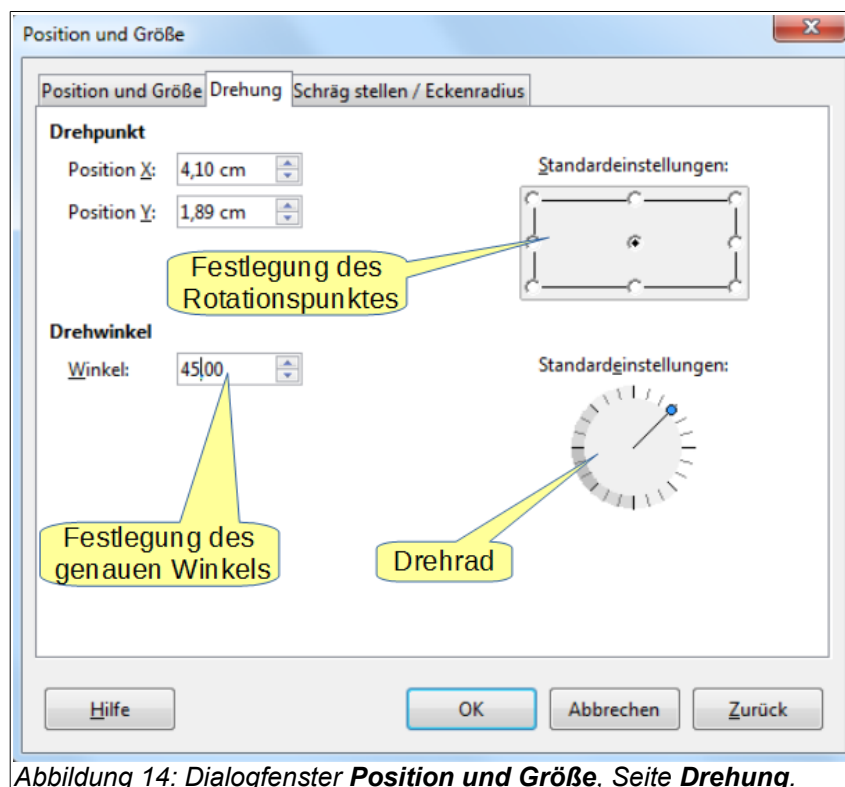 Position und Größe
Position und Größe Drehung Schräg stellen / Eckenradius
Drehpunkt
Position X: 4,10 cm
Position Y: 1,89 cm
Standardeinstellungen:
Festlegung des
Rotationspunktes
Drehwinkel
Winkel: 45,00
Standardeinstellungen:
Festlegung des
genauen Winkels
Drehrad
Hilfe OK Abbrechen Zurück
Abbildung 14: Dialogfenster Position und Größe, Seite Drehung.